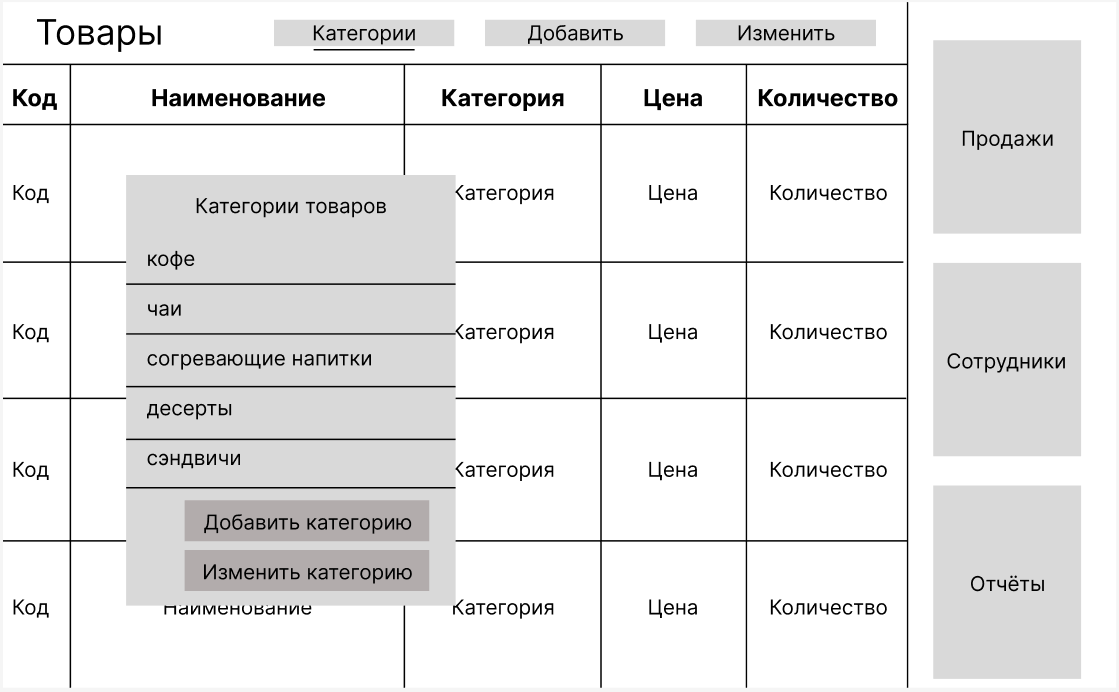 Товары
Категории Добавить Изменить
Код Наименование Категория Цена Количество
Продажи
Код Категория Цена Количество
Категории товаров
кофе
чаи
Код Категория Цена Количество
согревающие напитки
Сотрудники
десерты
сэндвичи
Код Категория Цена Количество
Добавить категорию
Изменить категорию
Отчёты
Код Наименование Категория Цена Количество